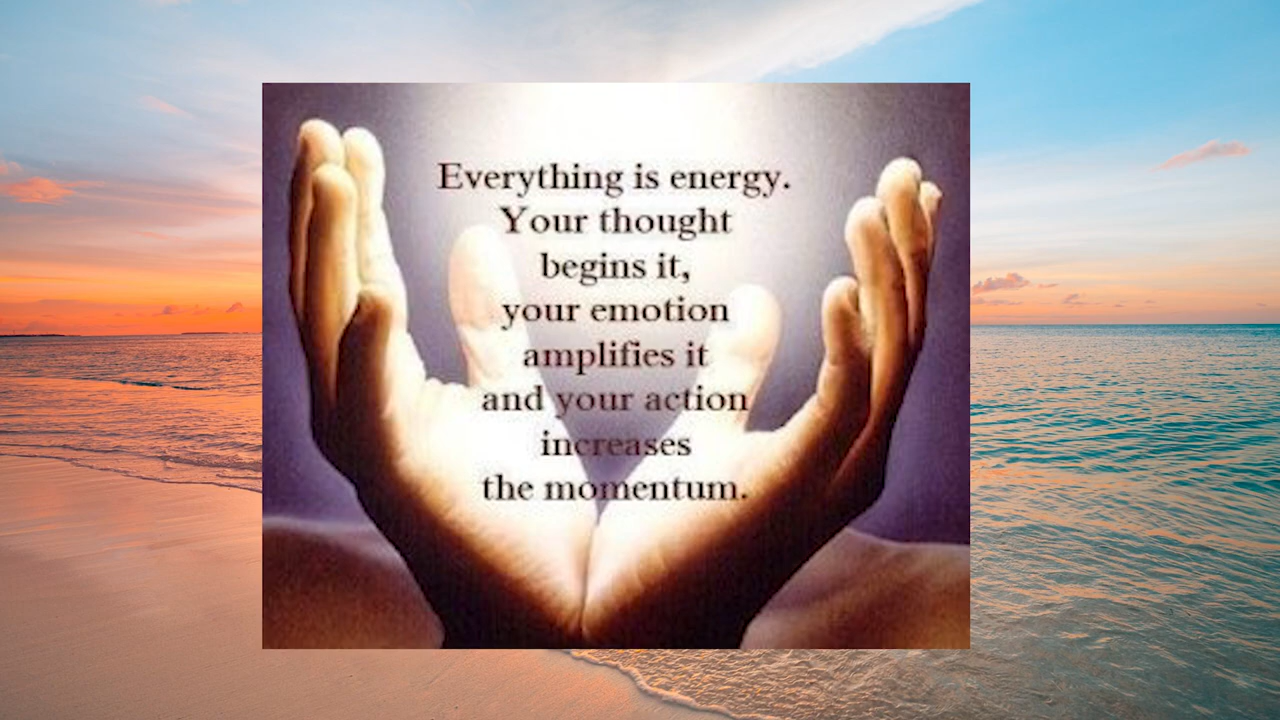 Everything is energy.
Your thought
begins it,
your emotion
amplifies it
and your action
increases
the momentum.